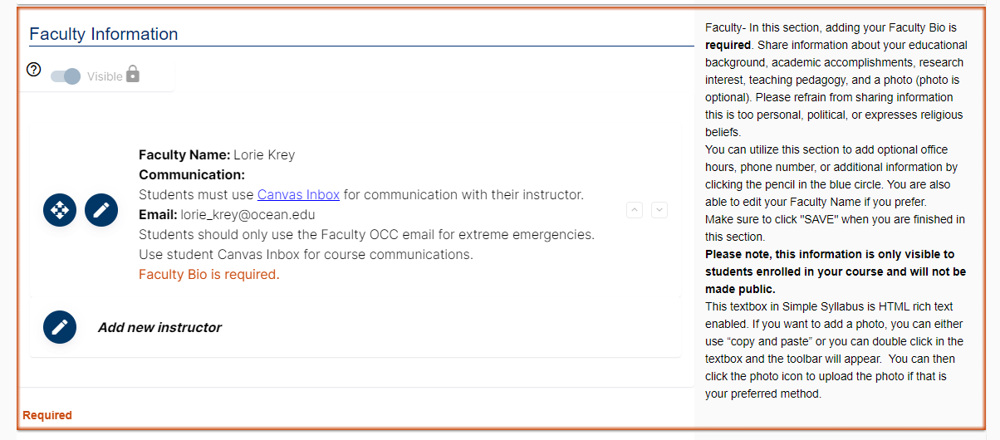 Faculty Information
Visible
Faculty Name: Lorie Krey
Communication:
Students must use Canvas Inbox for communication with their instructor.
Email: lorie_krey@ocean.edu
Students should only use the Faculty OCC email for extreme emergencies.
Use student Canvas Inbox for course communications.
Faculty Bio is required.
Add new instructor
Required
Faculty- In this section, adding your Faculty Bio is
required. Share information about your educational
background, academic accomplishments, research
interest, teaching pedagogy, and a photo (photo is
optional). Please refrain from sharing information
this is too personal, political, or expresses religious
beliefs.
You can utilize this section to add optional office
hours, phone number, or additional information by
clicking the pencil in the blue circle. You are also
able to edit your Faculty Name if you prefer.
Make sure to click "SAVE" when you are finished in
this section.
Please note, this information is only visible to
students enrolled in your course and will not be
made public.
This textbox in Simple Syllabus is HTML rich text
enabled. If you want to add a photo, you can either
use “copy and paste” or you can double click in the
textbox and the toolbar will appear.  You can then
click the photo icon to upload the photo if that is
your preferred method.